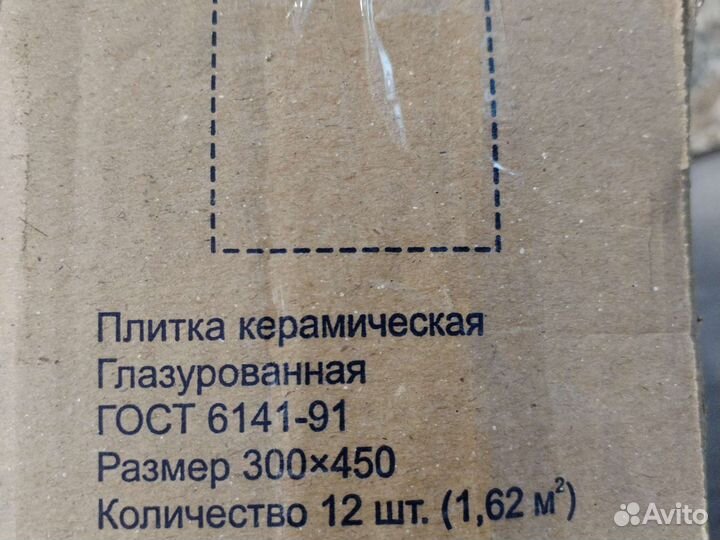 Плитка керамическая
Глазурованная
ГОСТ 6141-91
Размер 300×450
Количество 12 шт. (1,62 м²)
Avito